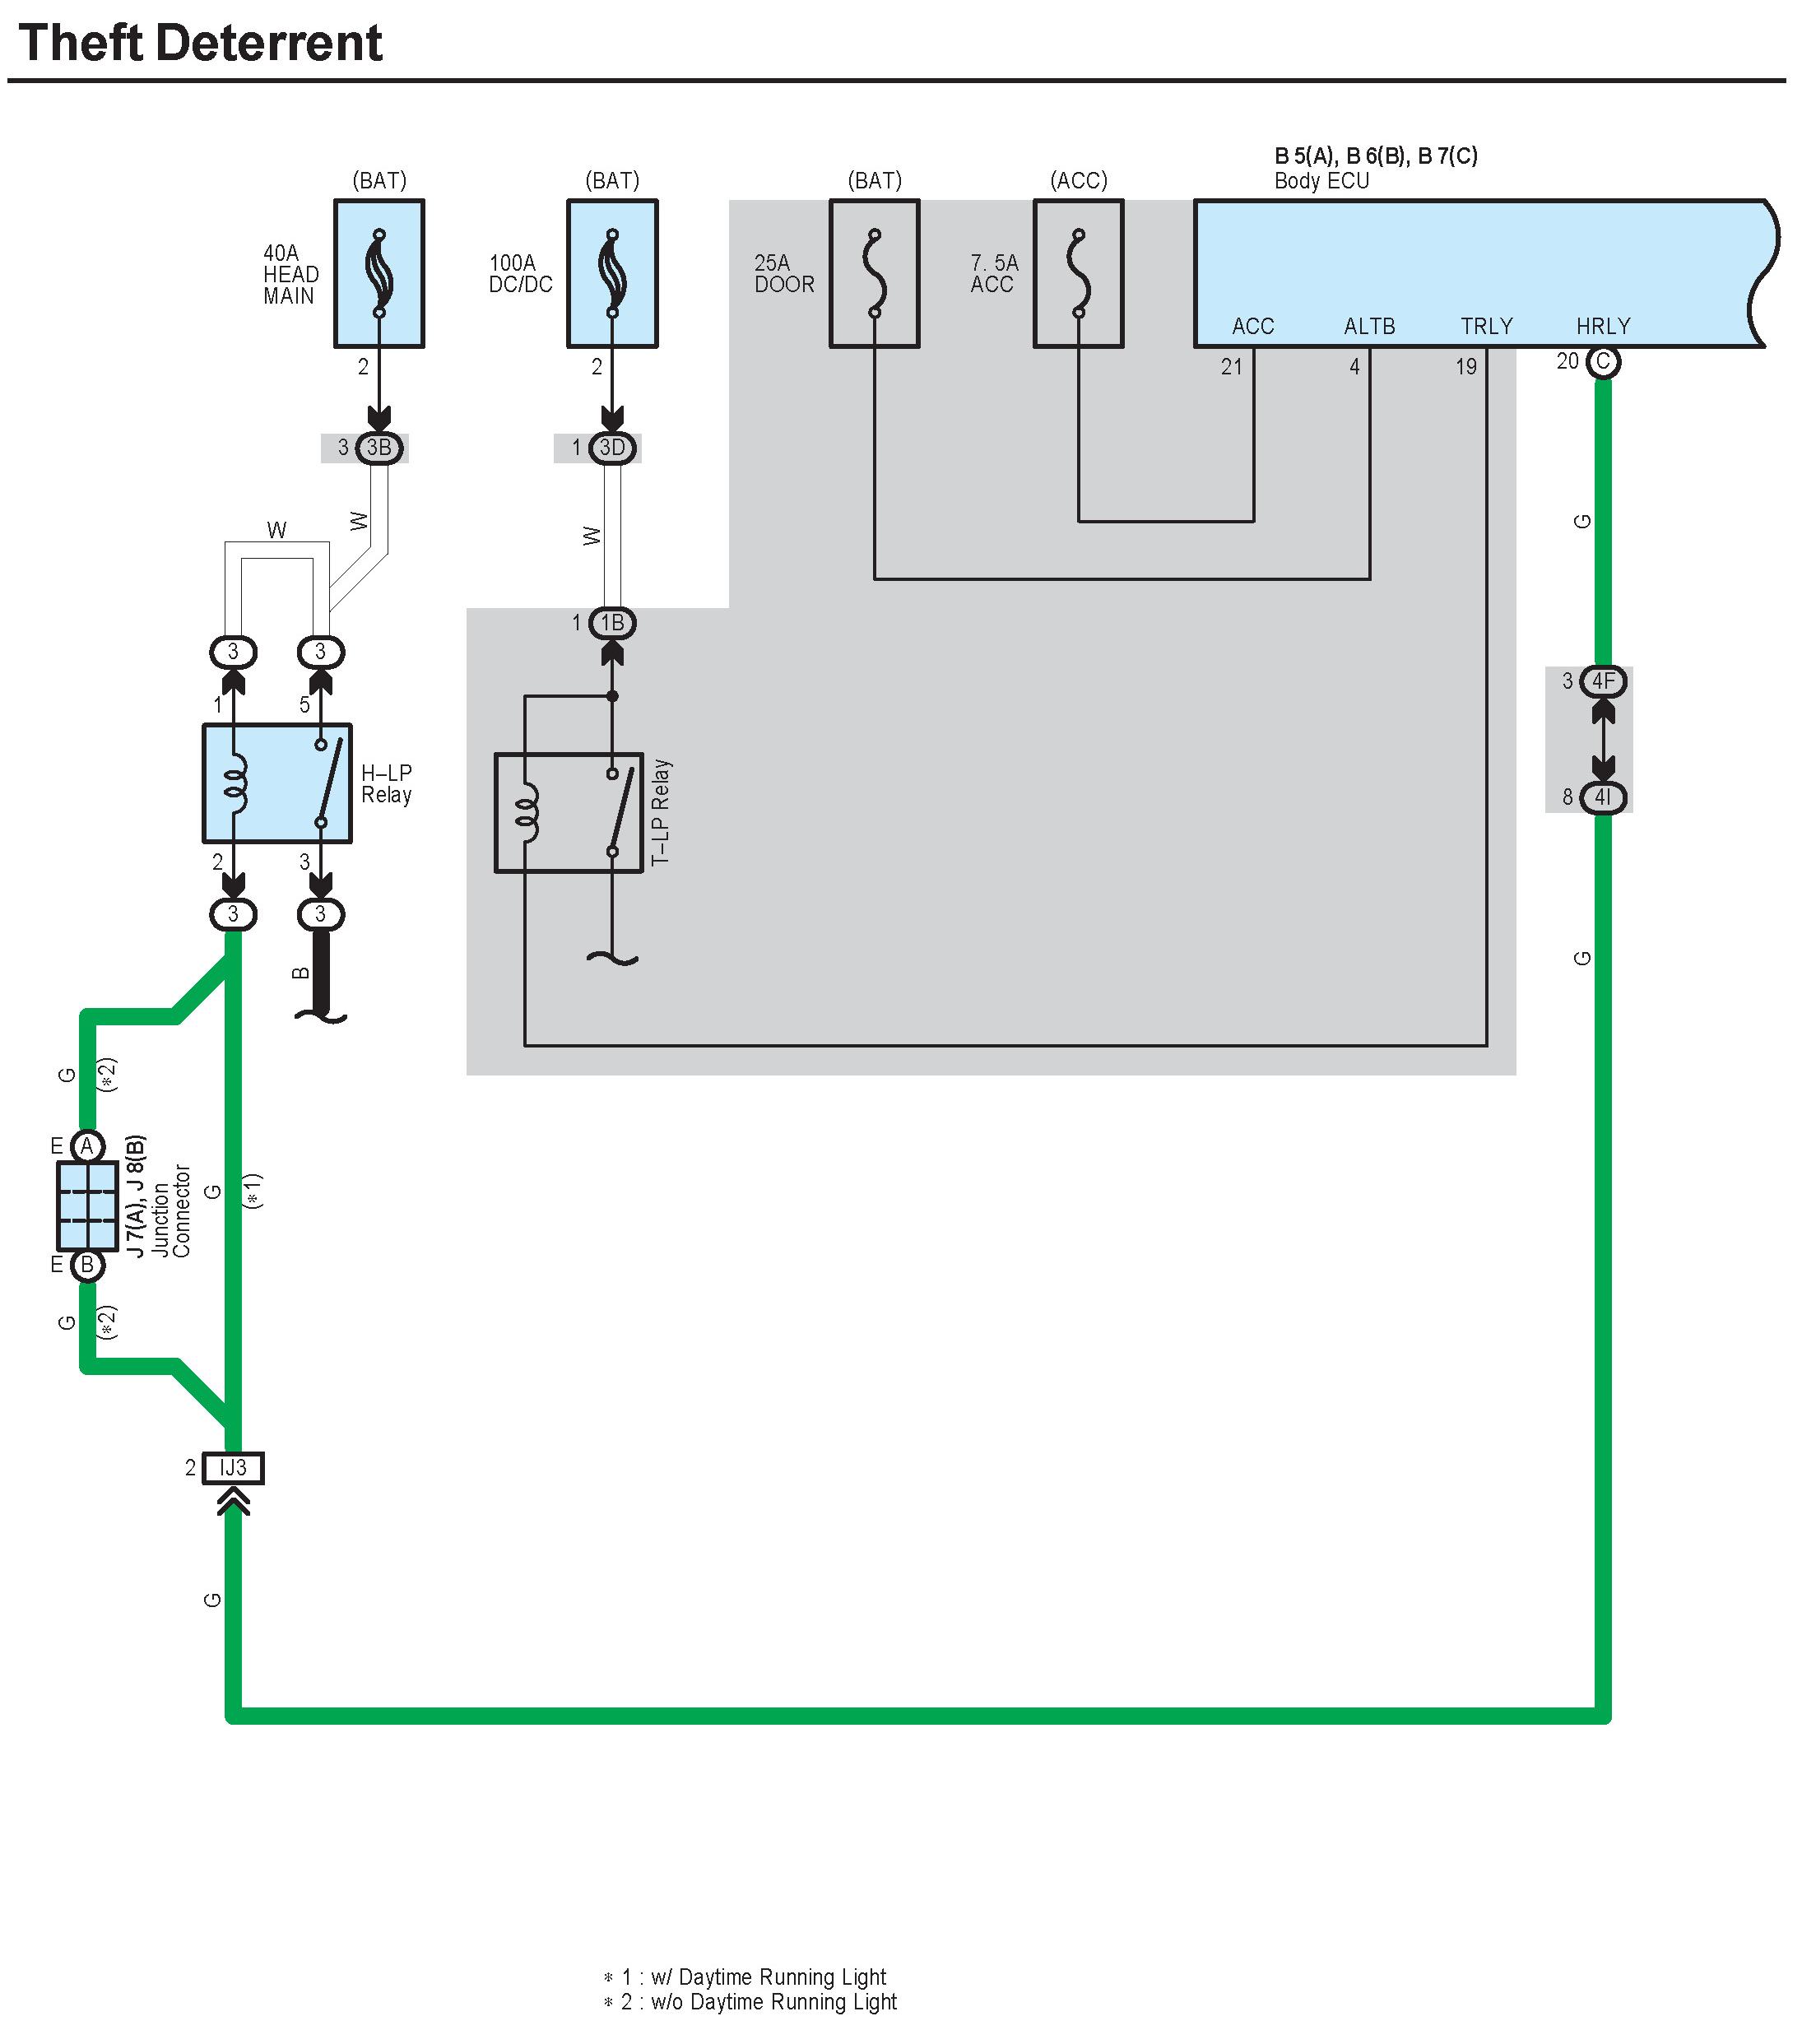 Theft Deterrent
B 5(A), B 6(B), B 7(C)
Body ECU
(BAT)
(BAT)
(BAT)
(ACC)
40A
HEAD
MAIN
100A
DC/DC
25A
DOOR
7. 5A
ACC
ACC
ALTB
TRLY
HRLY
2
2
21
4
19
20
C
3
3B
1
3D
W
W
W
G
1
1B
3
3
3
4F
1
5
H–LP
Relay
T–LP Relay
8
4I
2
3
3
3
B
G
G
(∗2)
E
A
J 7(A), J 8(B)
Junction
Connector
G
(∗1)
E
B
G
(∗2)
2
IJ3
G
∗ 1 : w/ Daytime Running Light
∗ 2 : w/o Daytime Running Light